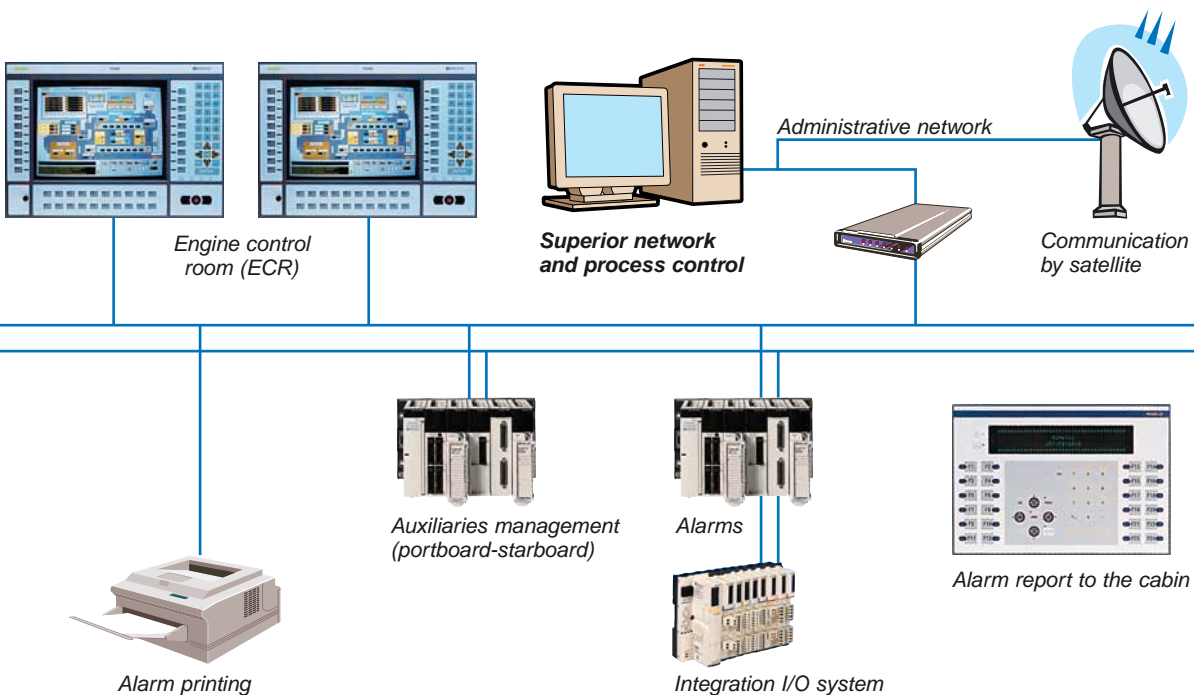 Administrative network
Engine control
room (ECR)
Superior network
and process control
Communication
by satellite
Auxiliaries management
(portboard-starboard)
Alarms
Alarm report to the cabin
Alarm printing
Integration I/O system